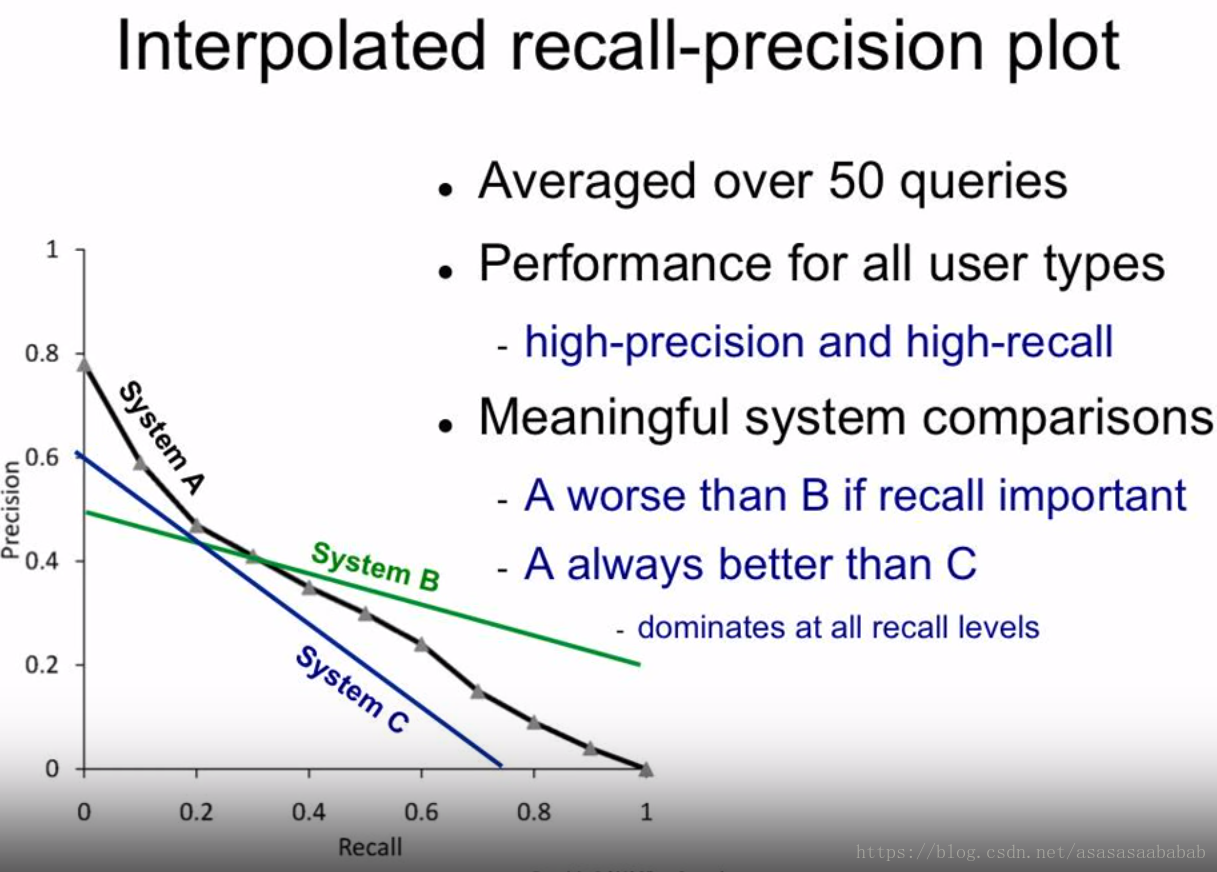 Interpolated recall-precision plot
• Averaged over 50 queries
• Performance for all user types
- high-precision and high-recall
• Meaningful system comparisons
- A worse than B if recall important
- A always better than C
- dominates at all recall levels
1
0.8
0.6
0.4
0.2
0
Precision
System A
System B
System C
0 0.2 0.4 0.6 0.8 1
Recall
https://blog.csdn.net/asasasaababab